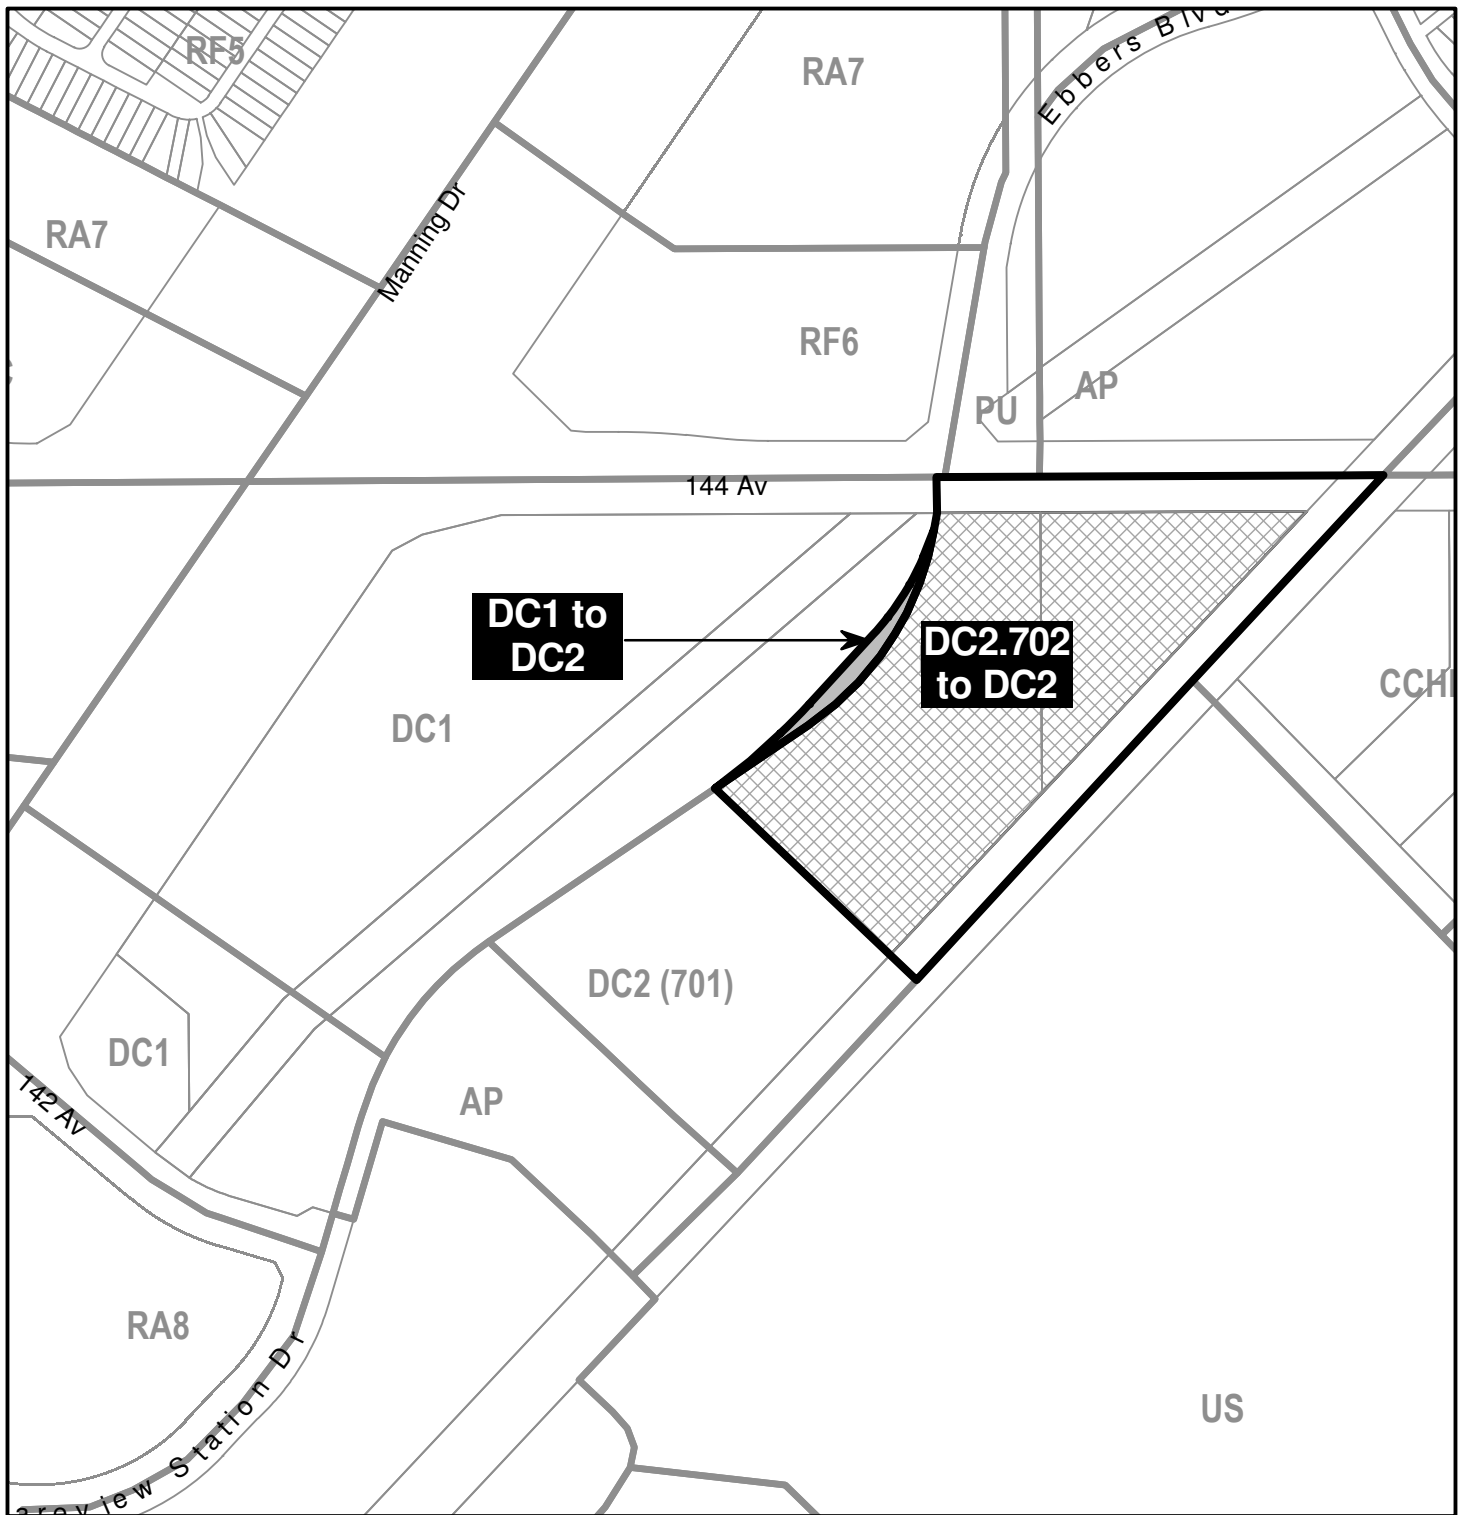 RF5
RA7
Ebbers Blvd
RA7
Manning Dr
RF6
AP
PU
144 Av
DC1 to
DC2
DC2.702
to DC2
DC1
DC2 (701)
DC1
142 Av
AP
RA8
Station Dr
US